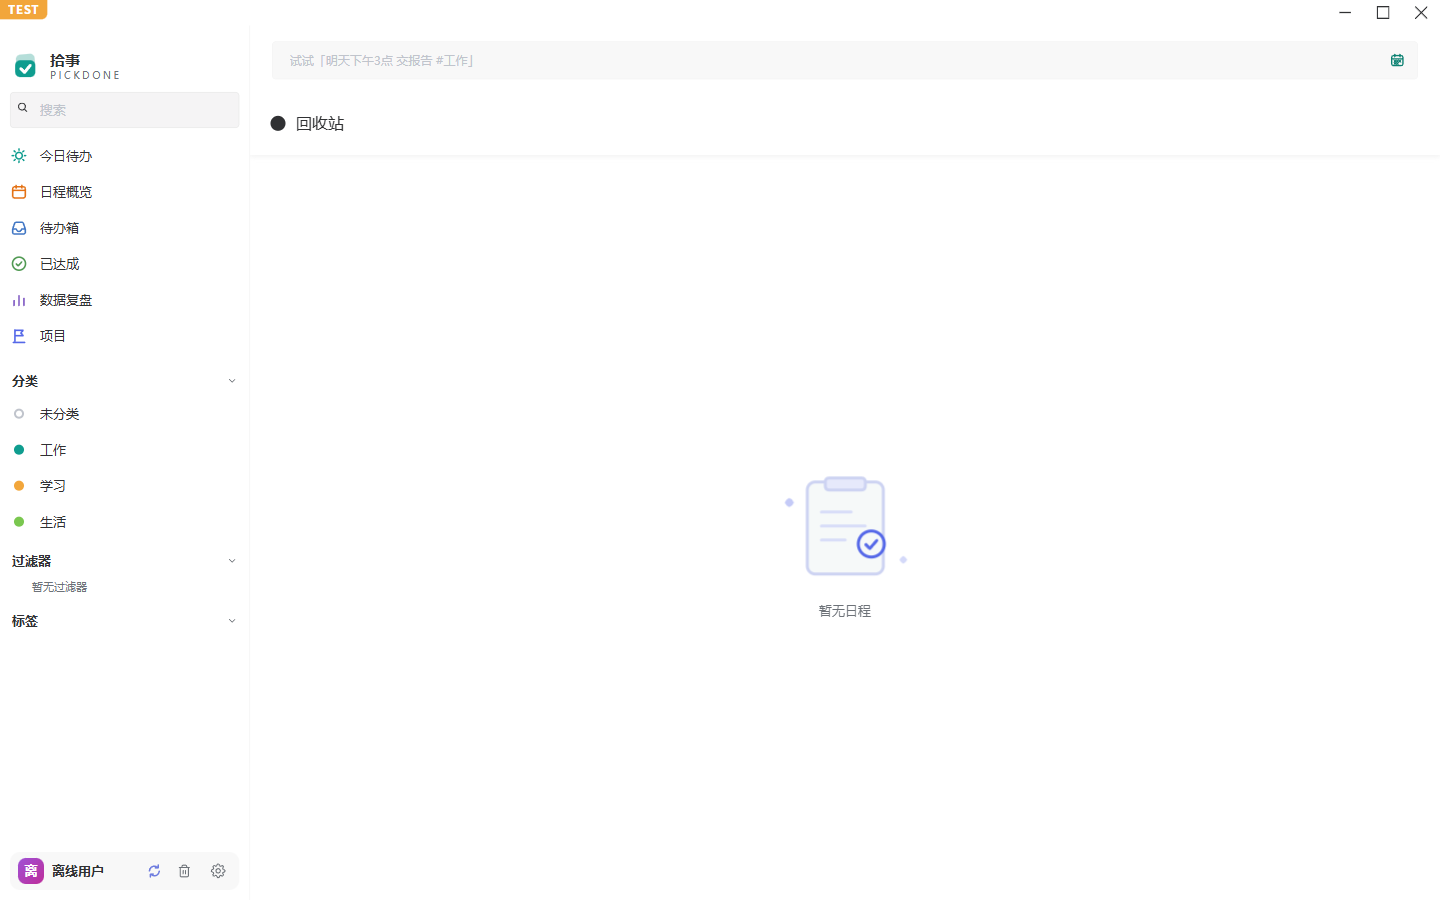 TEST
拾事
PICKDONE
搜索
今日待办
日程概览
待办箱
已达成
数据复盘
项目
分类
未分类
工作
学习
生活
过滤器
暂无过滤器
标签
离 离线用户
试试「明天下午3点 交报告 #工作」
回收站
暂无日程